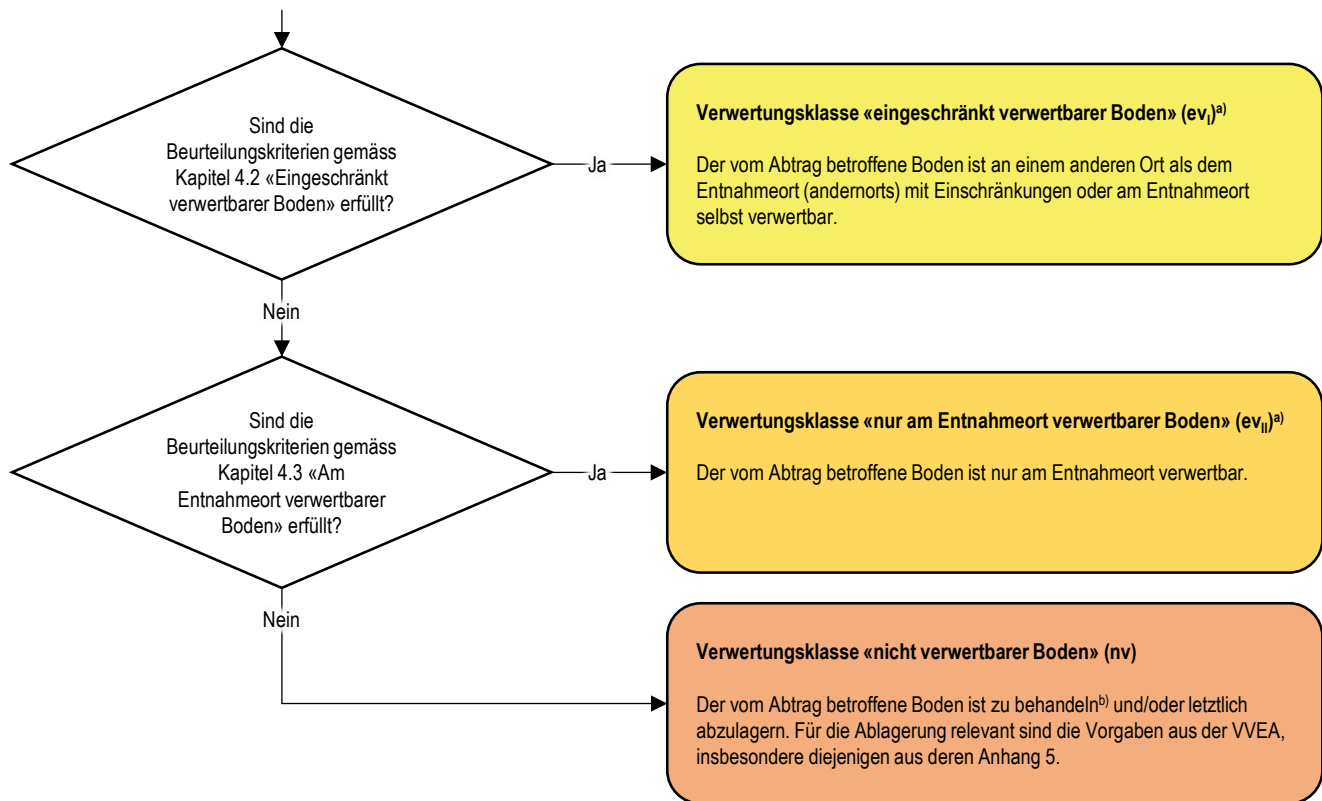 Sind die
Beurteilungskriterien gemäss
Kapitel 4.2 «Eingeschränkt
verwertbarer Boden» erfüllt?
Ja
Verwertungsklasse «eingeschränkt verwertbarer Boden» (evI)a)
Der vom Abtrag betroffene Boden ist an einem anderen Ort als dem
Entnahmeort (andernorts) mit Einschränkungen oder am Entnahmeort
selbst verwertbar.
Nein
Sind die
Beurteilungskriterien gemäss
Kapitel 4.3 «Am
Entnahmeort verwertbarer
Boden» erfüllt?
Ja
Verwertungsklasse «nur am Entnahmeort verwertbarer Boden» (evII)a)
Der vom Abtrag betroffene Boden ist nur am Entnahmeort verwertbar.
Nein
Verwertungsklasse «nicht verwertbarer Boden» (nv)
Der vom Abtrag betroffene Boden ist zu behandelnb) und/oder letztlich
abzulagern. Für die Ablagerung relevant sind die Vorgaben aus der VVEA,
insbesondere diejenigen aus deren Anhang 5.